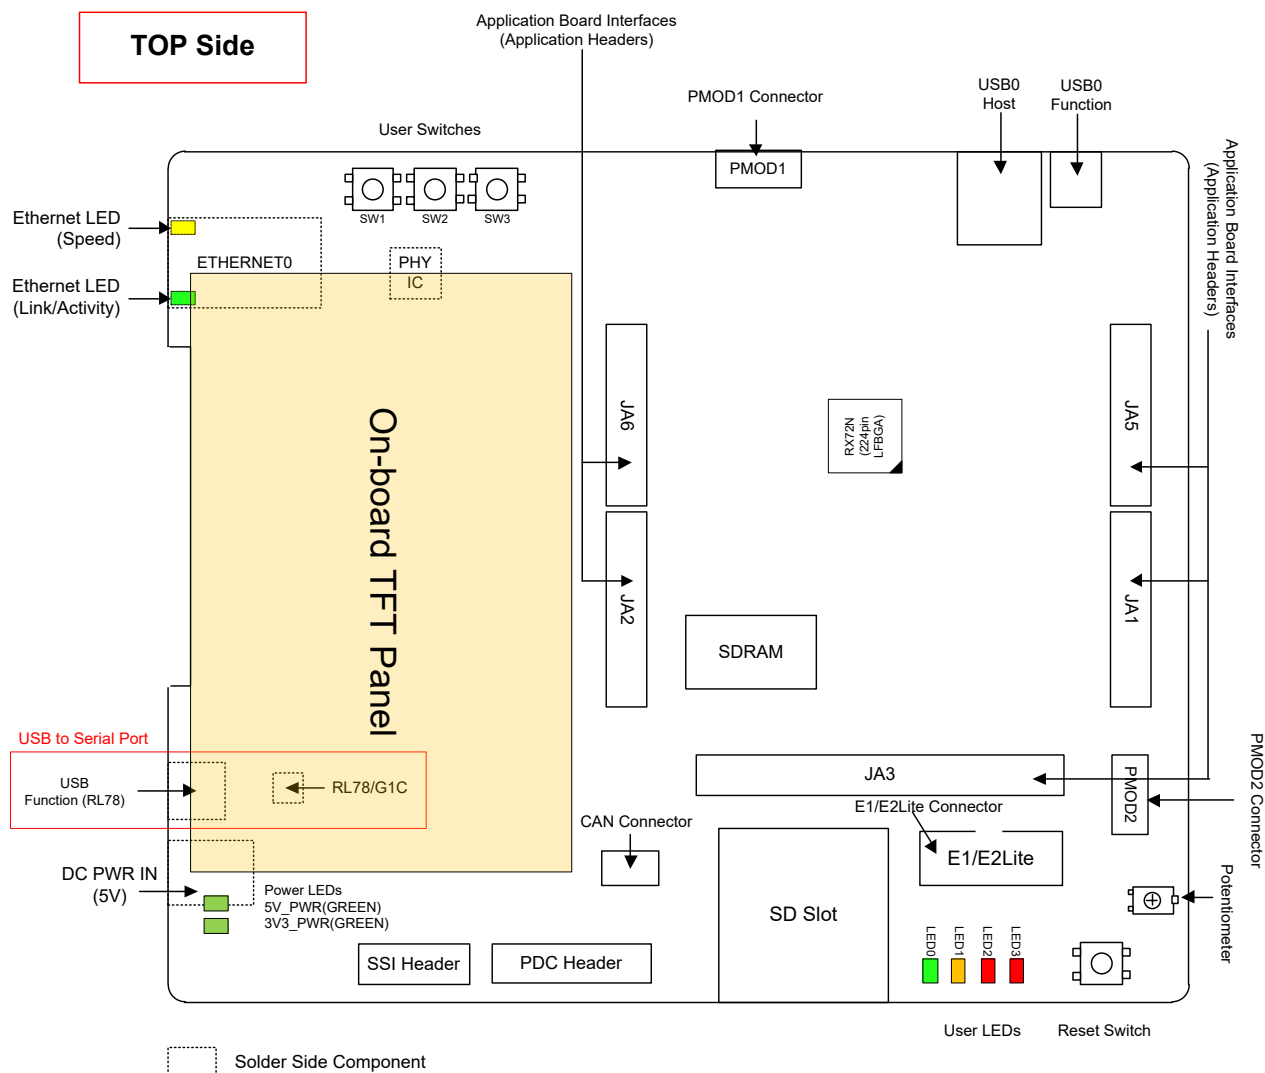 TOP Side
Application Board Interfaces
(Application Headers)
PMOD1 Connector
USB0
Host
USB0
Function
User Switches
PMOD1
SW1
SW2
SW3
Application Board Interfaces
(Application Headers)
Ethernet LED
(Speed)
ETHERNET0
PHY
IC
Ethernet LED
(Link/Activity)
On-board TFT Panel
JA6
RX72N
(224pin
LFBGA)
JA5
JA2
JA1
SDRAM
USB to Serial Port
USB
Function (RL78)
RL78/G1C
JA3
PMOD2
PMOD2 Connector
E1/E2Lite Connector
CAN Connector
E1/E2Lite
DC PWR IN
(5V)
Power LEDs
5V_PWR(GREEN)
3V3_PWR(GREEN)
SD Slot
Potentiometer
LED0
LED1
LED2
LED3
SSI Header
PDC Header
User LEDs
Reset Switch
Solder Side Component